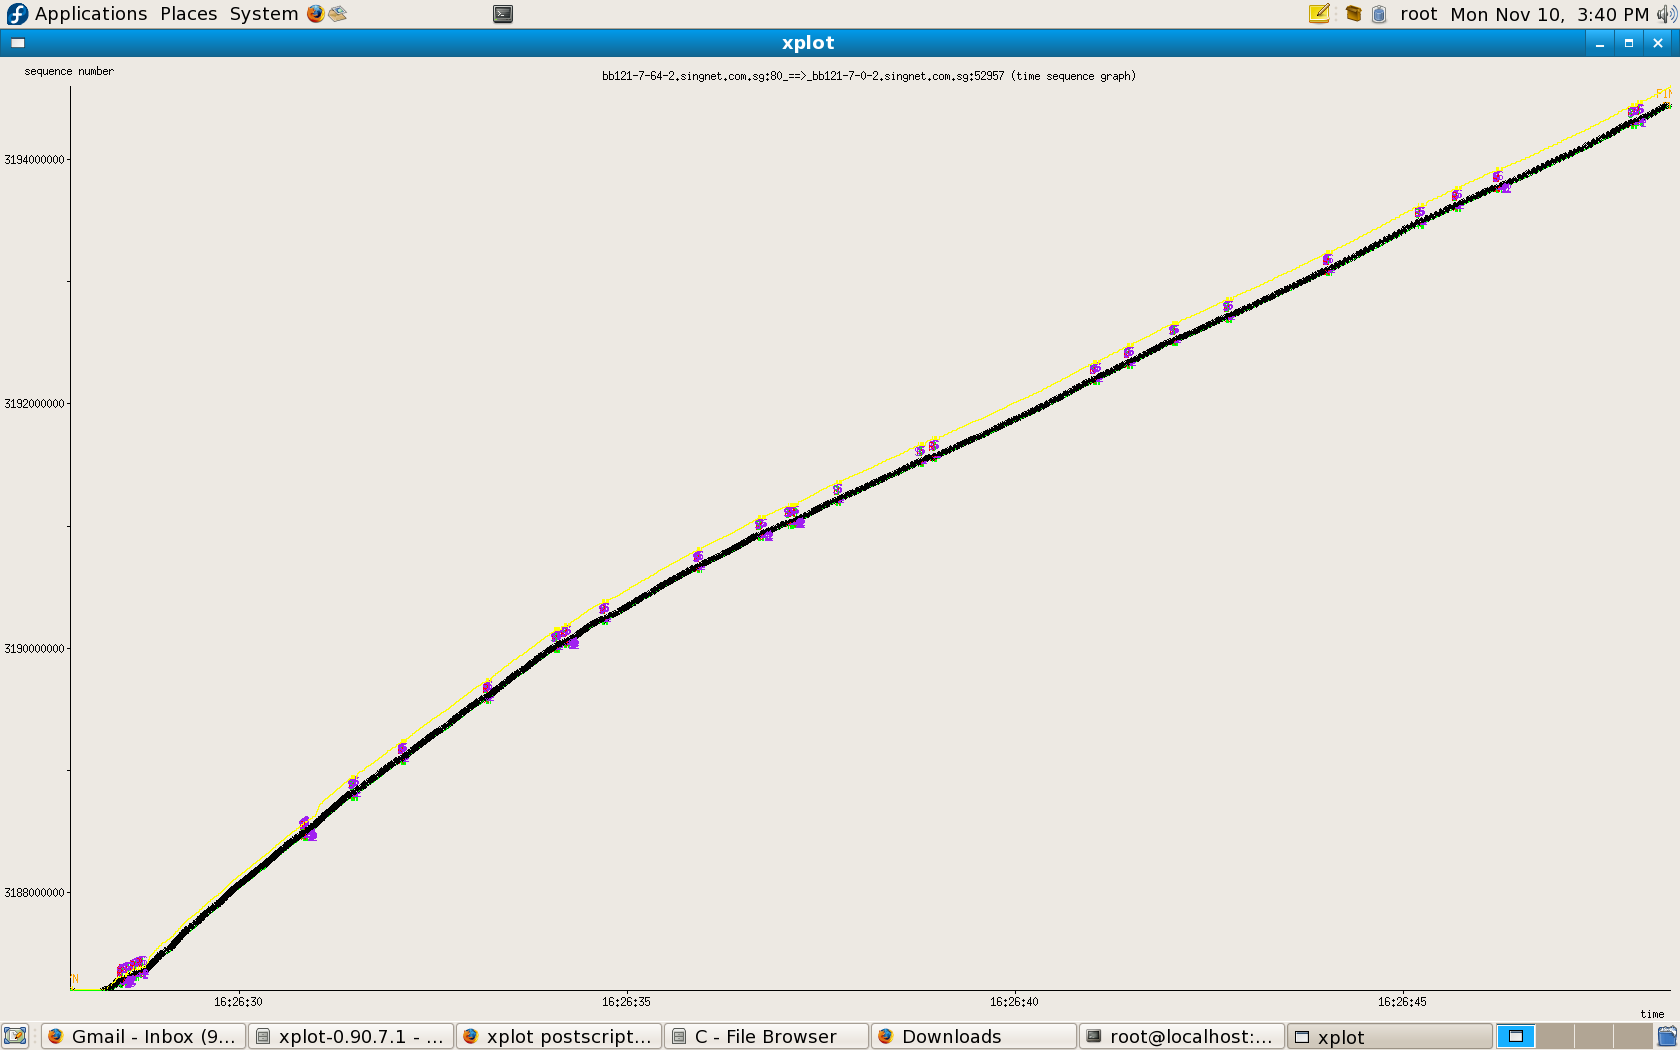 Applications Places System root Mon Nov 10, 3:40 PM
xplot
sequence number
bb121-7-64-2.singnet.com.sg:80_==>_bb121-7-0-2.singnet.com.sg:52957 (time sequence graph)
FIN
3194000000
3192000000
3190000000
3188000000
16:26:30 16:26:35 16:26:40 16:26:45
time
Gmail - Inbox (9... xplot-0.90.7.1 - ... xplot postscript... C - File Browser Downloads root@localhost:... xplot